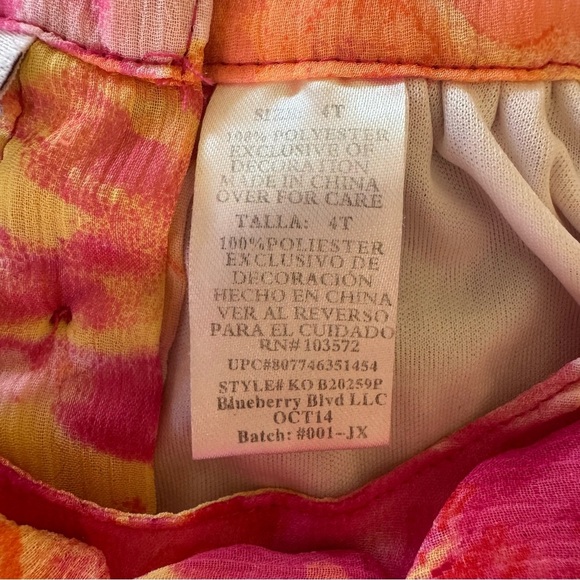 SIZE: 4T
100% POLYESTER
EXCLUSIVE OF
DECORATION
MADE IN CHINA
OVER FOR CARE
TALLA: 4T
100%POLIESTER
EXCLUSIVO DE
DECORACIÓN
HECHO EN CHINA
VER AL REVERSO
PARA EL CUIDADO
RN# 103572
UPC#807746351454
STYLE# KO B20259P
Blueberry Blvd LLC
OCT14
Batch: #001-JX